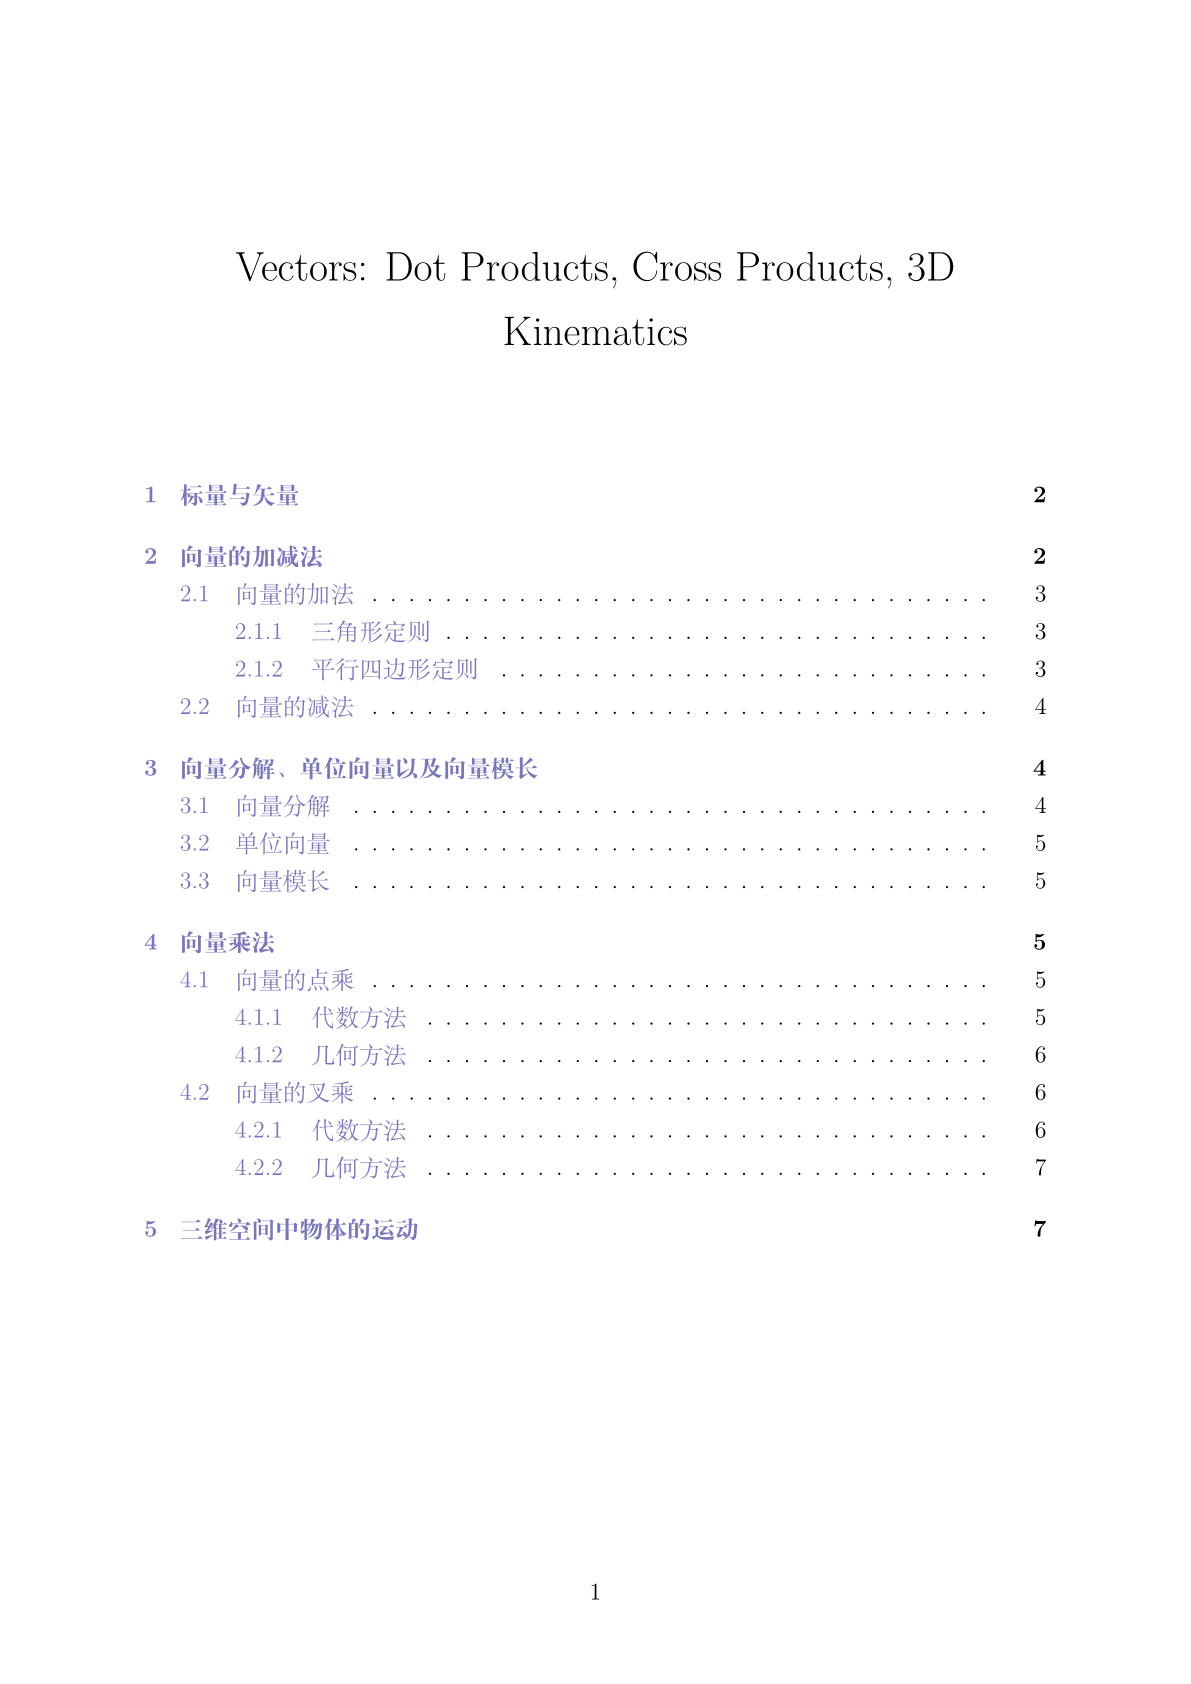 Vectors: Dot Products, Cross Products, 3D
Kinematics
1 标量与矢量 2
2 向量的加减法 2
2.1 向量的加法 . . . . . . . . . . . . . . . . . . . . . . . . . . . . . . . . . . 3
2.1.1 三角形定则 . . . . . . . . . . . . . . . . . . . . . . . . . . . . . . 3
2.1.2 平行四边形定则 . . . . . . . . . . . . . . . . . . . . . . . . . . . 3
2.2 向量的减法 . . . . . . . . . . . . . . . . . . . . . . . . . . . . . . . . . . 4
3 向量分解、单位向量以及向量模长 4
3.1 向量分解 . . . . . . . . . . . . . . . . . . . . . . . . . . . . . . . . . . . 4
3.2 单位向量 . . . . . . . . . . . . . . . . . . . . . . . . . . . . . . . . . . . 5
3.3 向量模长 . . . . . . . . . . . . . . . . . . . . . . . . . . . . . . . . . . . 5
4 向量乘法 5
4.1 向量的点乘 . . . . . . . . . . . . . . . . . . . . . . . . . . . . . . . . . . 5
4.1.1 代数方法 . . . . . . . . . . . . . . . . . . . . . . . . . . . . . . . 5
4.1.2 几何方法 . . . . . . . . . . . . . . . . . . . . . . . . . . . . . . . 6
4.2 向量的叉乘 . . . . . . . . . . . . . . . . . . . . . . . . . . . . . . . . . . 6
4.2.1 代数方法 . . . . . . . . . . . . . . . . . . . . . . . . . . . . . . . 6
4.2.2 几何方法 . . . . . . . . . . . . . . . . . . . . . . . . . . . . . . . 7
5 三维空间中物体的运动 7
1